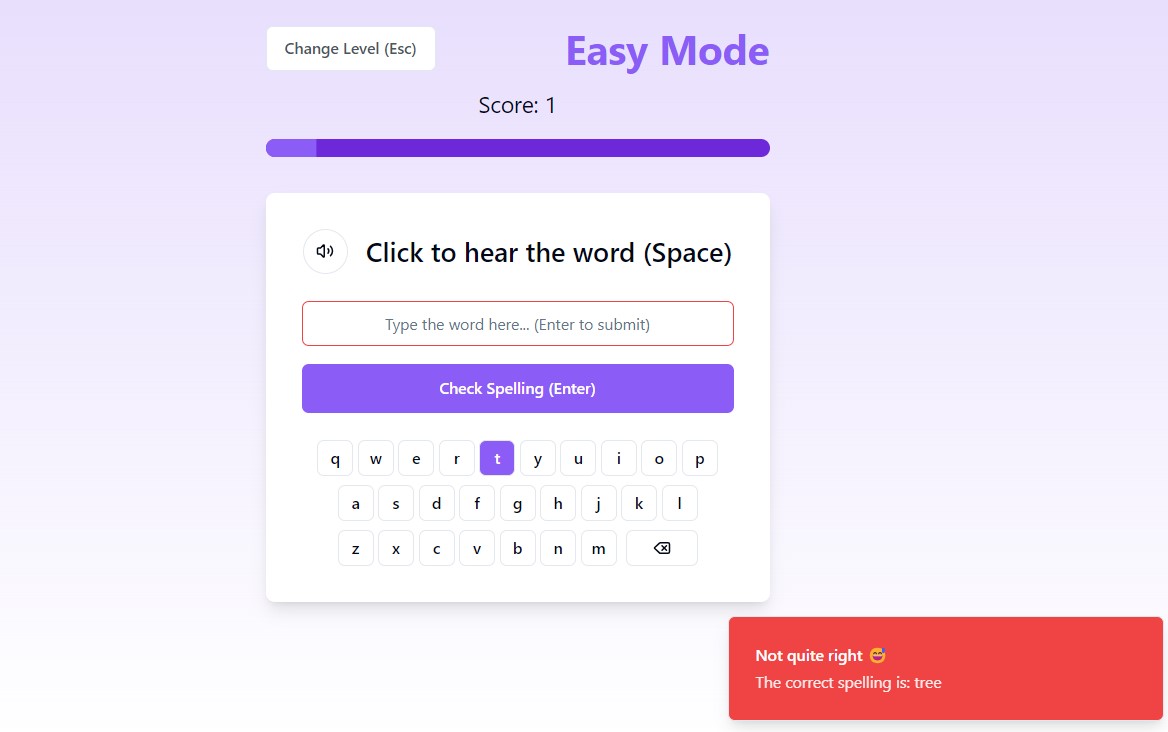 Change Level (Esc)
Easy Mode
Score: 1
Click to hear the word (Space)
Type the word here... (Enter to submit)
Check Spelling (Enter)
q w e r t y u i o p
a s d f g h j k l
z x c v b n m
Not quite right 😅
The correct spelling is: tree